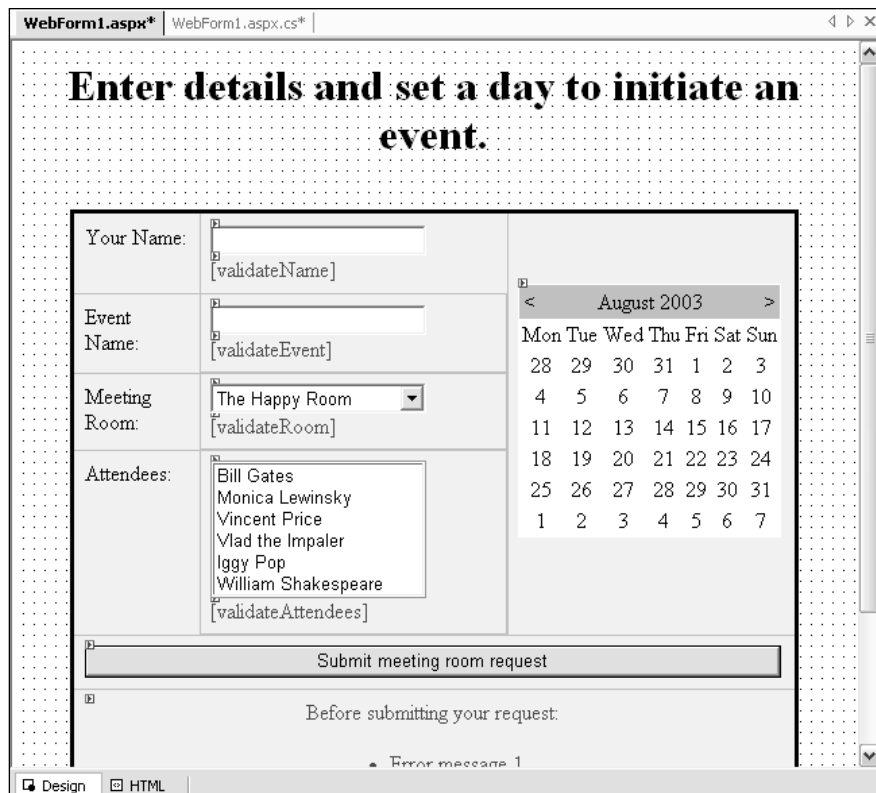 WebForm1.aspx* WebForm1.aspx.cs*
Enter details and set a day to initiate an
event.
Your Name:
[validateName]
Event
Name:
[validateEvent]
Meeting
Room:
The Happy Room
[validateRoom]
Attendees:
Bill Gates
Monica Lewinsky
Vincent Price
Vlad the Impaler
Iggy Pop
William Shakespeare
[validateAttendees]
< August 2003 >
Mon Tue Wed Thu Fri Sat Sun
28 29 30 31 1 2 3
4 5 6 7 8 9 10
11 12 13 14 15 16 17
18 19 20 21 22 23 24
25 26 27 28 29 30 31
1 2 3 4 5 6 7
Submit meeting room request
Before submitting your request:
• Error message 1
Design HTML